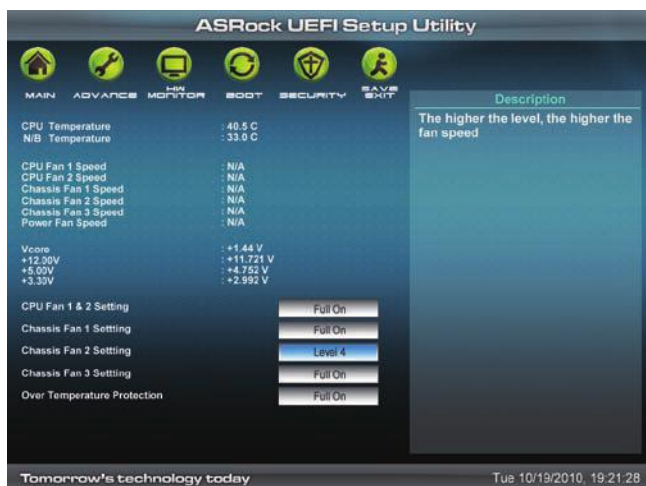 ASRock UEFI Setup Utility
MAIN ADVANCE H/W MONITOR BOOT SECURITY SAVE EXIT
Description
The higher the level, the higher the
fan speed
CPU Temperature : 40.5 C
N/B Temperature : 33.0 C
CPU Fan 1 Speed : N/A
CPU Fan 2 Speed : N/A
Chassis Fan 1 Speed : N/A
Chassis Fan 2 Speed : N/A
Chassis Fan 3 Speed : N/A
Power Fan Speed : N/A
Vcore : +1.44 V
+12.00V : +11.721 V
+5.00V : +4.752 V
+3.30V : +2.992 V
CPU Fan 1 & 2 Setting Full On
Chassis Fan 1 Settting Full On
Chassis Fan 2 Settting Level 4
Chassis Fan 3 Settting Full On
Over Temperature Protection Full On
Tomorrow's technology today Tue 10/19/2010, 19:21:28